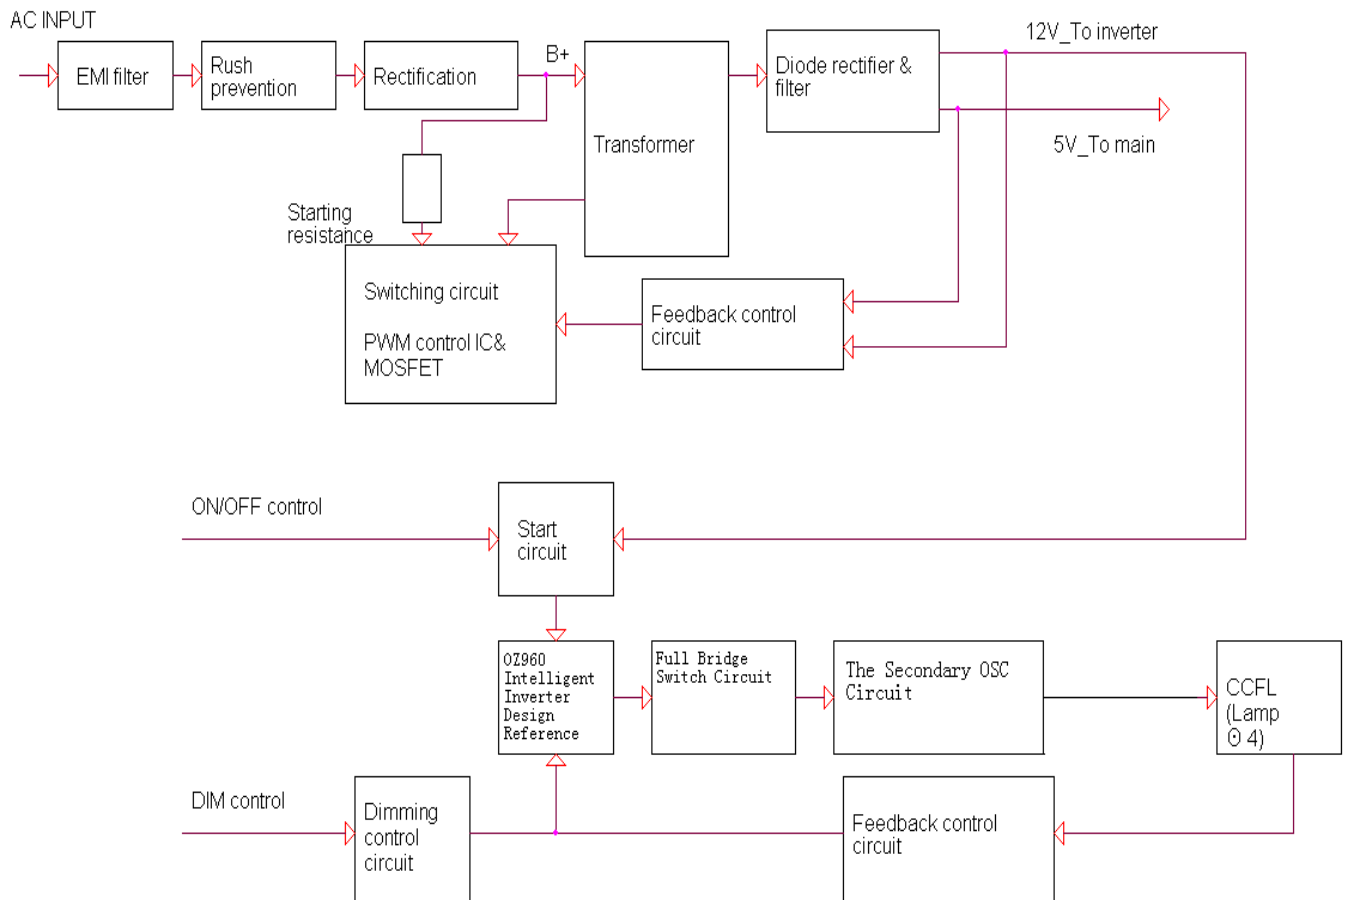 AC INPUT
EMI filter
Rush
prevention
Rectification
B+
Transformer
Diode rectifier &
filter
12V_To inverter
5V_To main
Starting
resistance
Switching circuit
PWM control IC&
MOSFET
Feedback control
circuit
ON/OFF control
Start
circuit
OZ960
Intelligent
Inverter
Design
Reference
Full Bridge
Switch Circuit
The Secondary OSC
Circuit
CCFL
(Lamp
⊙ 4)
DIM control
Dimming
control
circuit
Feedback control
circuit